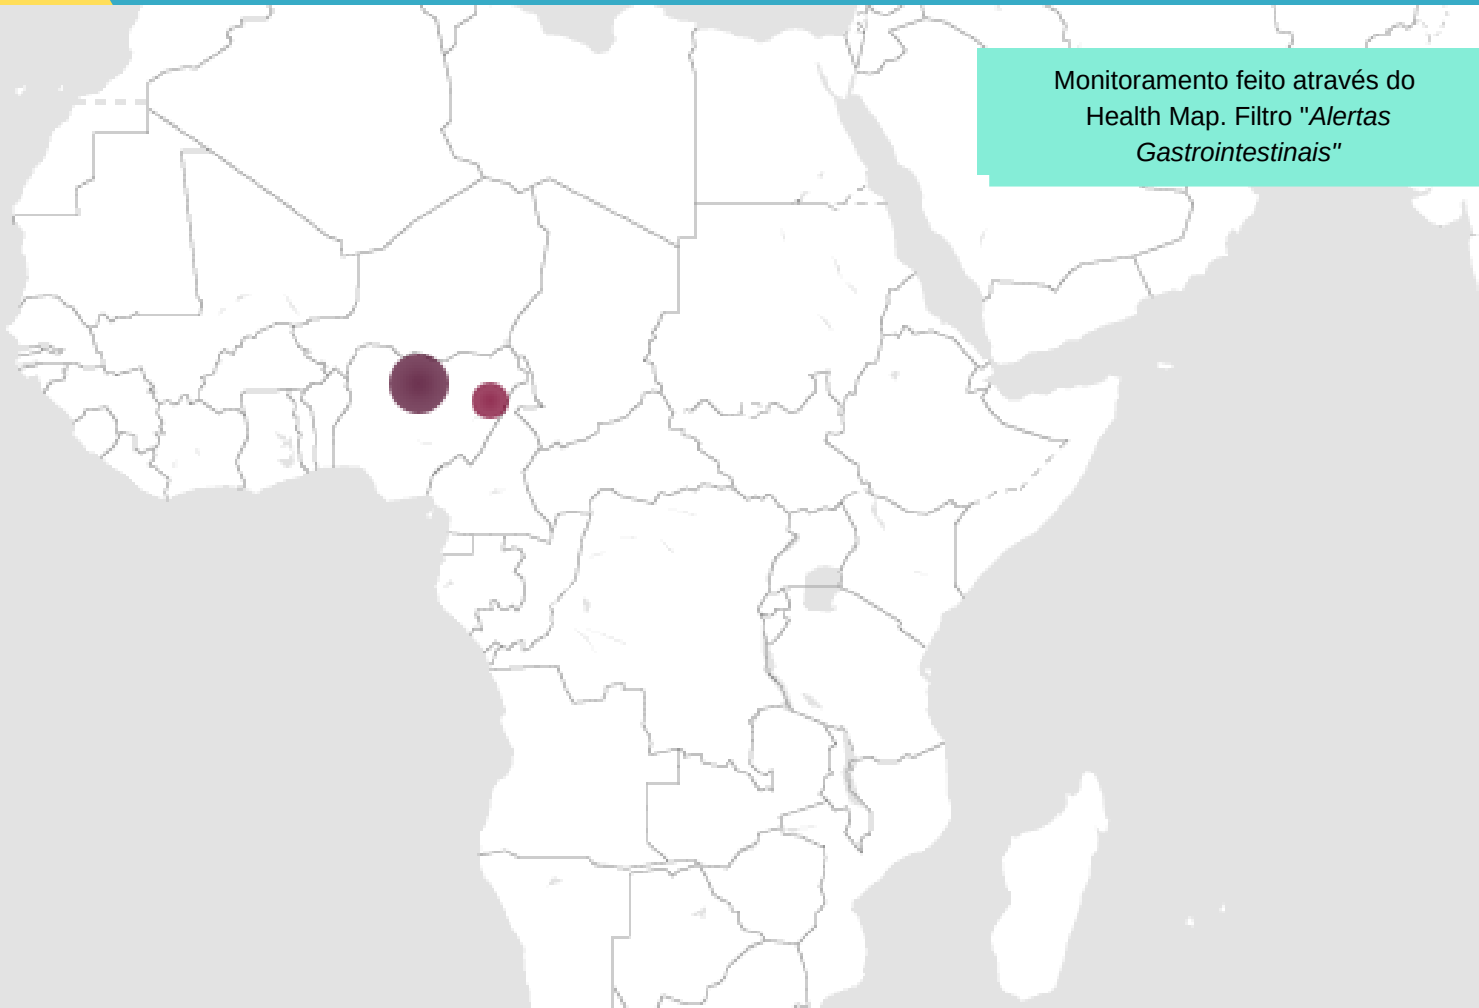 Monitoramento feito através do
Health Map. Filtro "Alertas
Gastrointestinais"